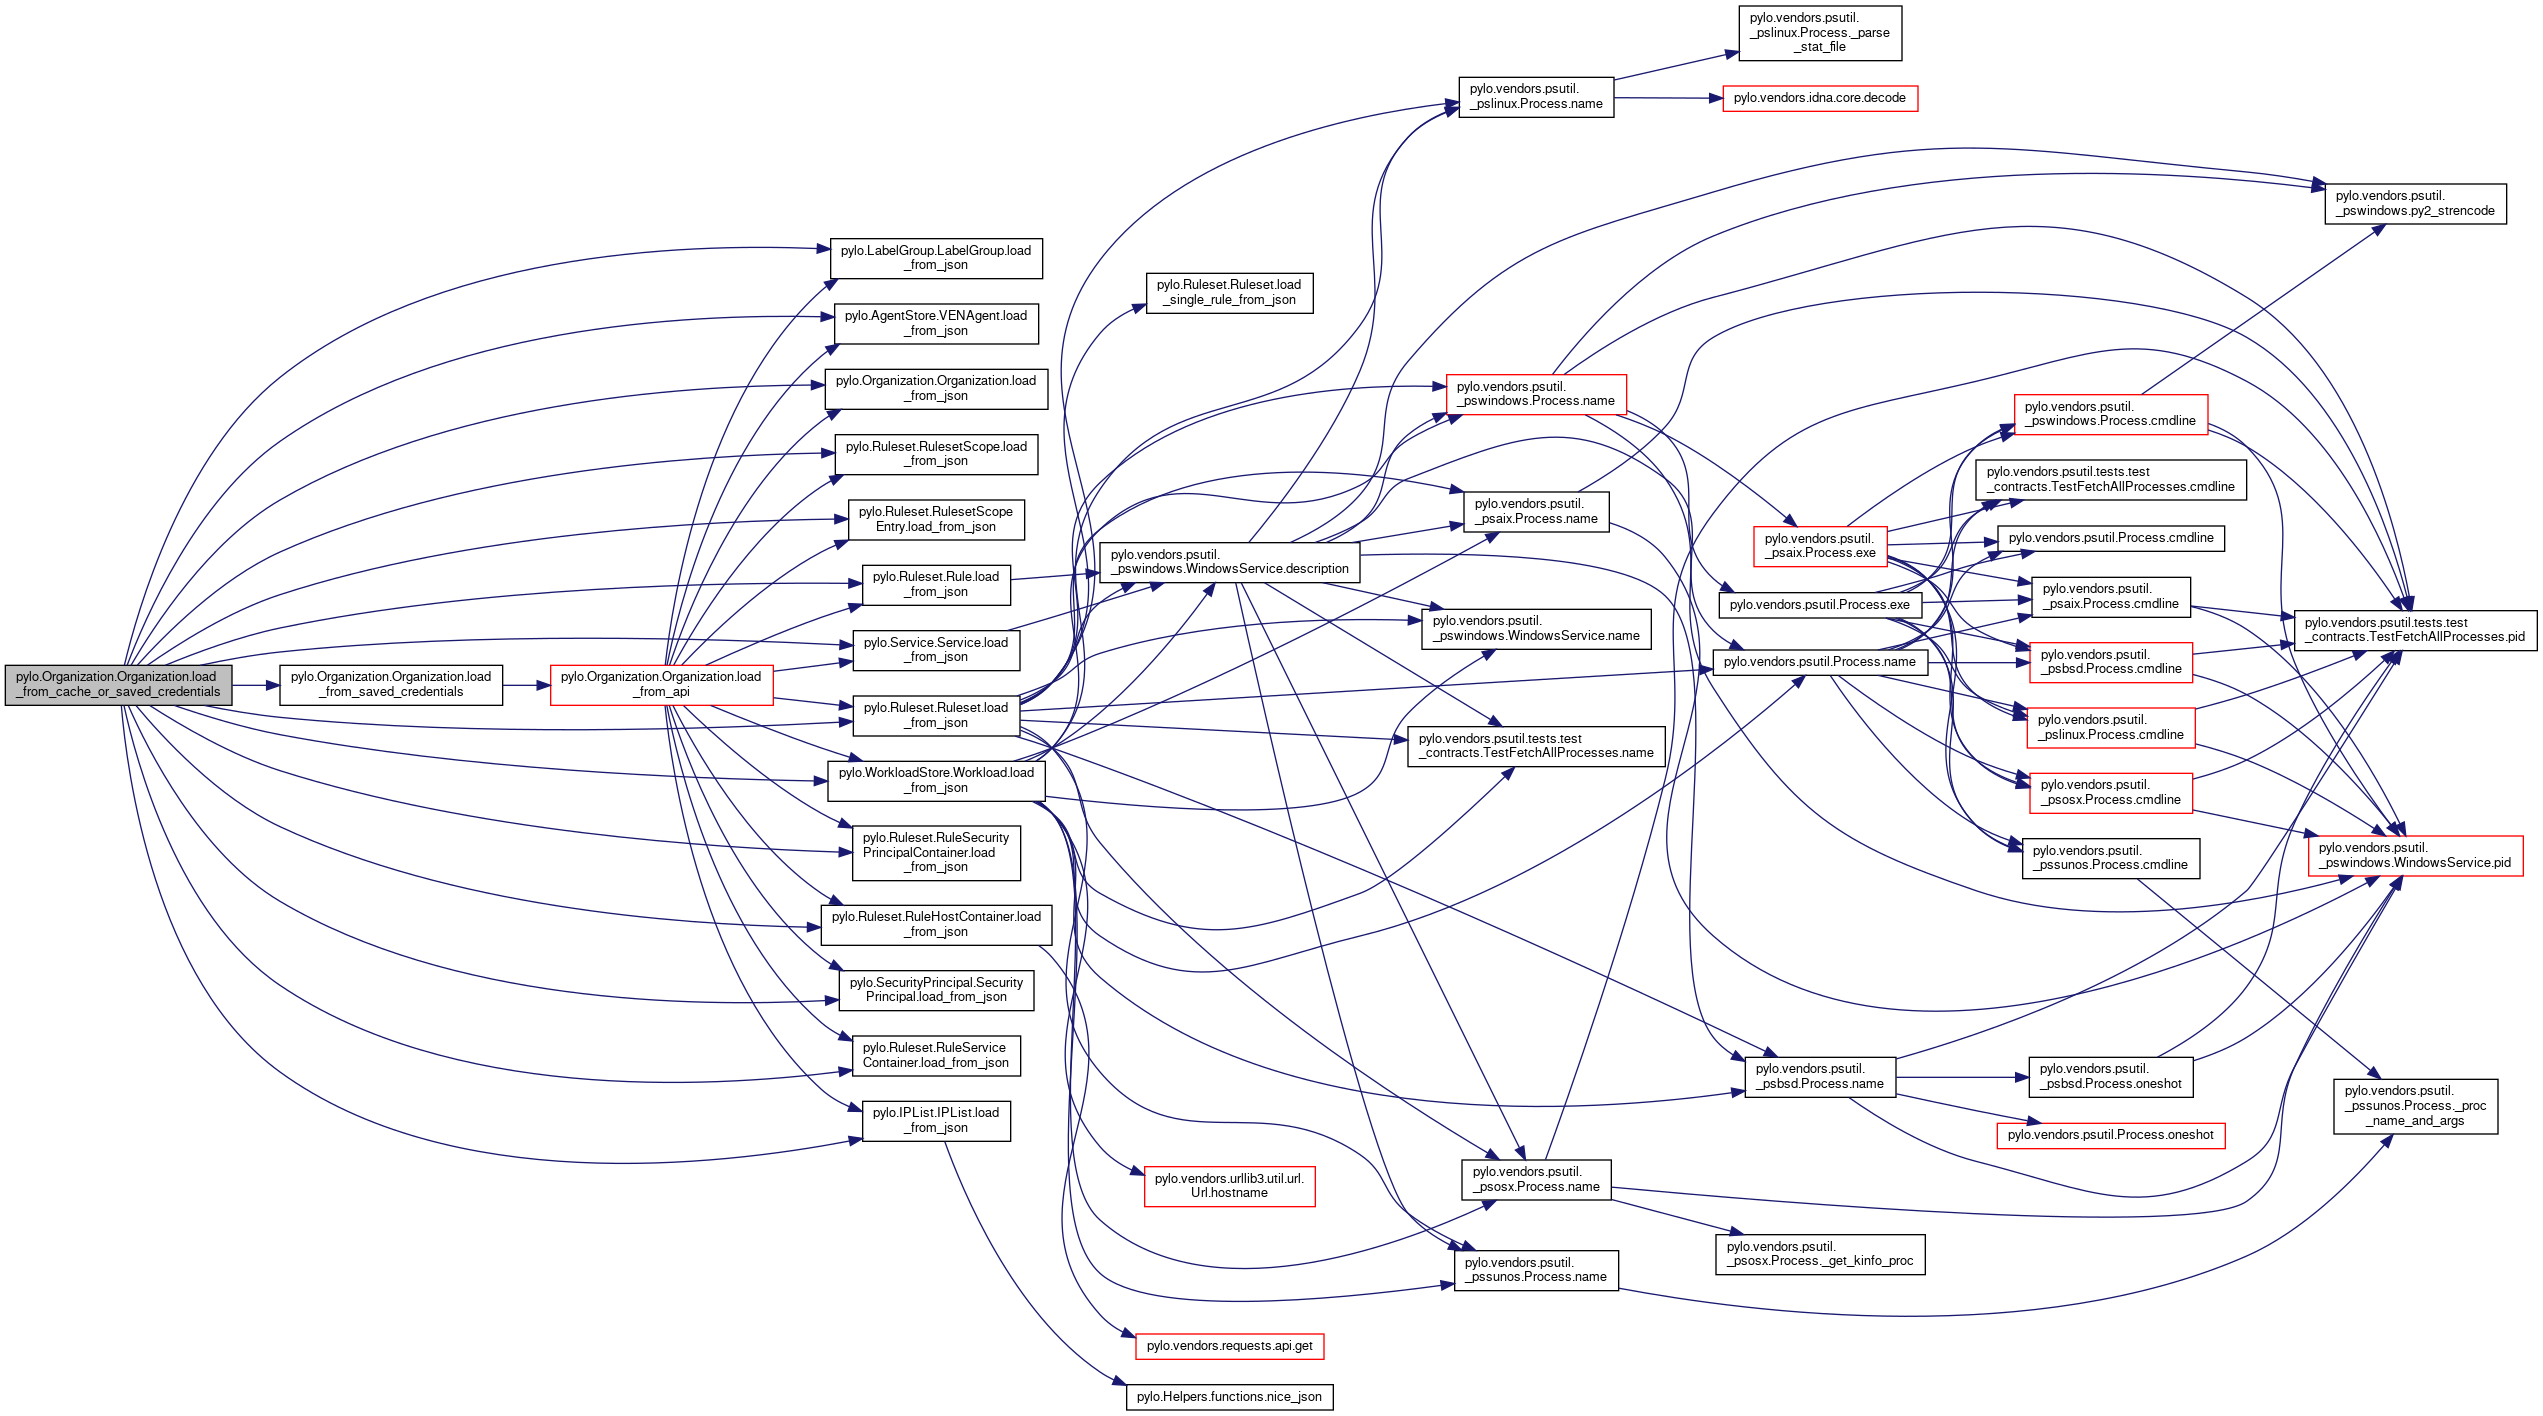 pylo.Organization.Organization.load
_from_cache_or_saved_credentials
pylo.Organization.Organization.load
_from_saved_credentials
pylo.Organization.Organization.load
_from_api
pylo.LabelGroup.LabelGroup.load
_from_json
pylo.AgentStore.VENAgent.load
_from_json
pylo.Organization.Organization.load
_from_json
pylo.Ruleset.RulesetScope.load
_from_json
pylo.Ruleset.RulesetScope
Entry.load_from_json
pylo.Ruleset.Rule.load
_from_json
pylo.Service.Service.load
_from_json
pylo.Ruleset.Ruleset.load
_from_json
pylo.WorkloadStore.Workload.load
_from_json
pylo.Ruleset.RuleSecurity
PrincipalContainer.load
_from_json
pylo.Ruleset.RuleHostContainer.load
_from_json
pylo.SecurityPrincipal.Security
Principal.load_from_json
pylo.Ruleset.RuleService
Container.load_from_json
pylo.IPList.IPList.load
_from_json
pylo.Ruleset.Ruleset.load
_single_rule_from_json
pylo.vendors.psutil.
_pswindows.WindowsService.description
pylo.vendors.urllib3.util.url.
Url.hostname
pylo.vendors.requests.api.get
pylo.Helpers.functions.nice_json
pylo.vendors.psutil.
_pslinux.Process.name
pylo.vendors.psutil.
_pswindows.Process.name
pylo.vendors.psutil.
_psaix.Process.name
pylo.vendors.psutil.
_pswindows.WindowsService.name
pylo.vendors.psutil.tests.test
_contracts.TestFetchAllProcesses.name
pylo.vendors.psutil.
_psosx.Process.name
pylo.vendors.psutil.
_pssunos.Process.name
pylo.vendors.psutil.
_pslinux.Process._parse
_stat_file
pylo.vendors.idna.core.decode
pylo.vendors.psutil.
_psaix.Process.exe
pylo.vendors.psutil.Process.exe
pylo.vendors.psutil.Process.name
pylo.vendors.psutil.
_psbsd.Process.name
pylo.vendors.psutil.
_psosx.Process._get_kinfo_proc
pylo.vendors.psutil.
_pswindows.Process.cmdline
pylo.vendors.psutil.tests.test
_contracts.TestFetchAllProcesses.cmdline
pylo.vendors.psutil.Process.cmdline
pylo.vendors.psutil.
_psaix.Process.cmdline
pylo.vendors.psutil.
_psbsd.Process.cmdline
pylo.vendors.psutil.
_pslinux.Process.cmdline
pylo.vendors.psutil.
_psosx.Process.cmdline
pylo.vendors.psutil.
_pssunos.Process.cmdline
pylo.vendors.psutil.
_psbsd.Process.oneshot
pylo.vendors.psutil.Process.oneshot
pylo.vendors.psutil.
_pswindows.py2_strencode
pylo.vendors.psutil.tests.test
_contracts.TestFetchAllProcesses.pid
pylo.vendors.psutil.
_pswindows.WindowsService.pid
pylo.vendors.psutil.
_pssunos.Process._proc
_name_and_args